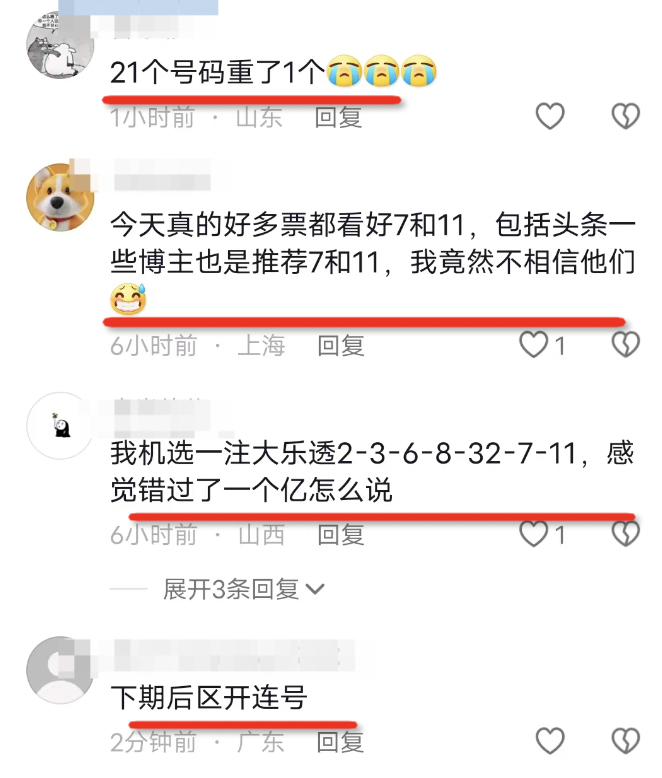 21个号码重了1个😭😭😭
1小时前 · 山东 回复
今天真的好多票都看好7和11，包括头条一
些博主也是推荐7和11，我竟然不相信他们
😅
6小时前 · 上海 回复 1
我机选一注大乐透2-3-6-8-32-7-11，感
觉错过了一个亿怎么说
6小时前 · 山西 回复 1
展开3条回复
下期后区开连号
2分钟前 · 广东 回复